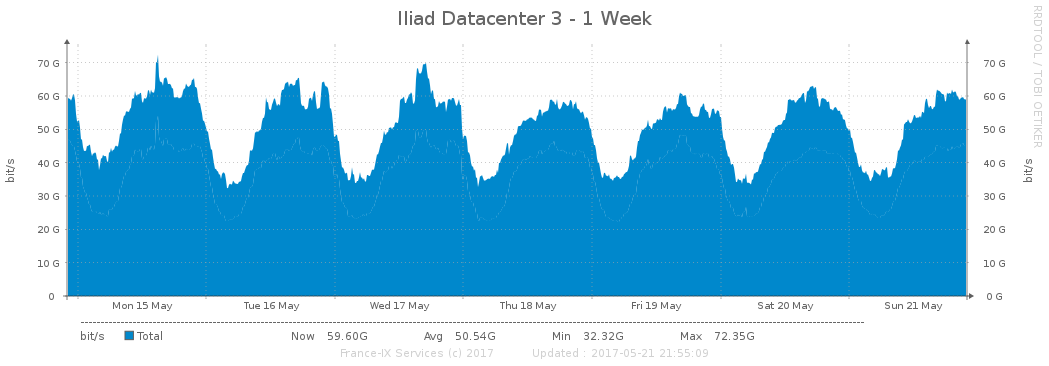 Iliad Datacenter 3 - 1 Week
RRDTOOL / TOBI OETIKER
70 G 70 G
60 G 60 G
50 G 50 G
40 G 40 G
30 G 30 G
20 G 20 G
10 G 10 G
0 0 G
bit/s bit/s
Mon 15 May Tue 16 May Wed 17 May Thu 18 May Fri 19 May Sat 20 May Sun 21 May
bit/s Total Now 59.60G Avg 50.54G Min 32.32G Max 72.35G
France-IX Services (c) 2017 Updated : 2017-05-21 21:55:09